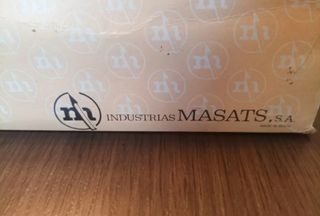 m INDUSTRIAS MASATS, S.A.